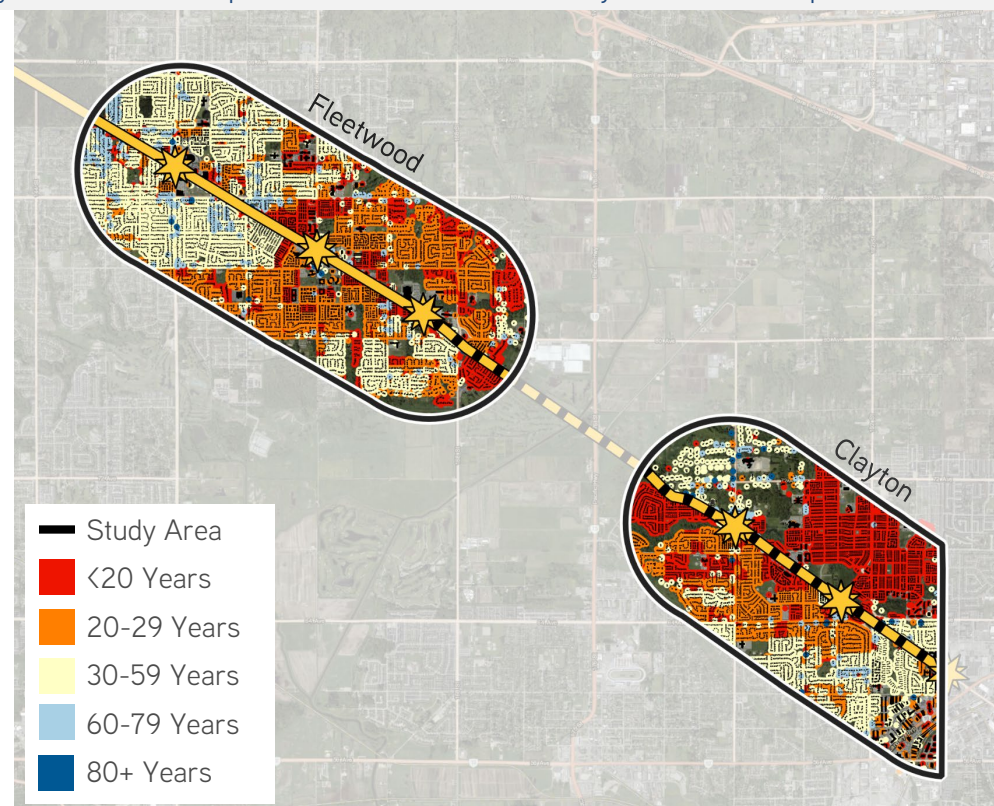 Fleetwood
Clayton
Study Area
<20 Years
20-29 Years
30-59 Years
60-79 Years
80+ Years